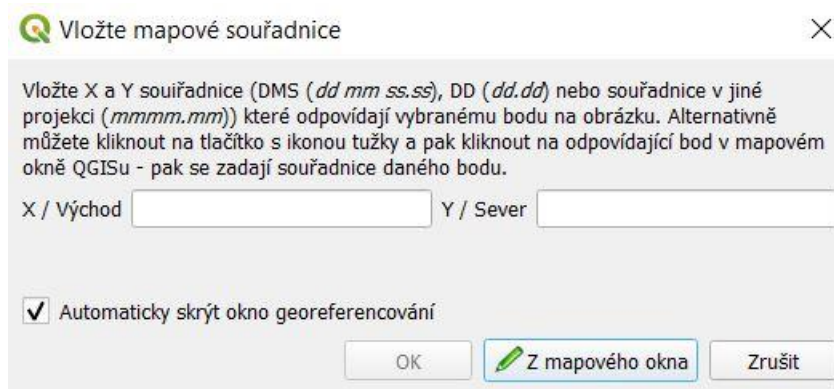 Vložte mapové souřadnice
Vložte X a Y souiřadnice (DMS (dd mm ss.ss), DD (dd.dd) nebo souřadnice v jiné
projekci (mmmm.mm)) které odpovídají vybranému bodu na obrázku. Alternativně
můžete kliknout na tlačítko s ikonou tužky a pak kliknout na odpovídající bod v mapovém
okně QGISu - pak se zadají souřadnice daného bodu.
X / Východ Y / Sever
Automaticky skrýt okno georeferencování
OK Z mapového okna Zrušit